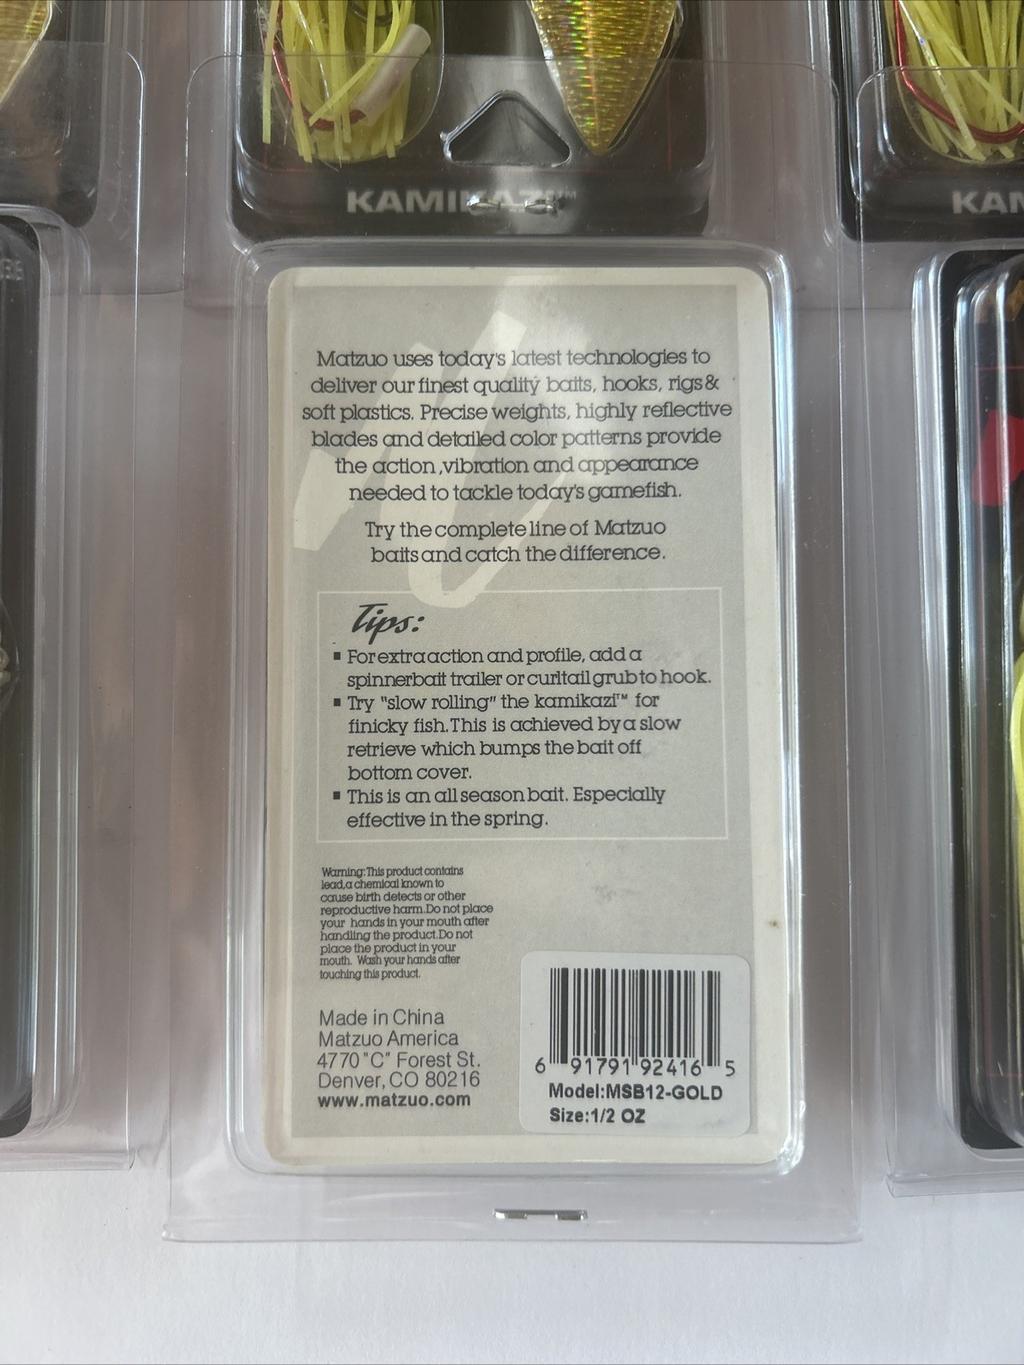 KAMIKAZI™
KAM
Matzuo uses today's latest technologies to
deliver our finest quality baits, hooks, rigs &
soft plastics. Precise weights, highly reflective
blades and detailed color patterns provide
the action ,vibration and appearance
needed to tackle today's gamefish.
Try the complete line of Matzuo
baits and catch the difference.
Tips:
▪ For extra action and profile, add a
spinnerbait trailer or curltail grub to hook.
▪ Try "slow rolling" the kamikazi™ for
finicky fish. This is achieved by a slow
retrieve which bumps the bait off
bottom cover.
▪ This is an all season bait. Especially
effective in the spring.
Warning: This product contains
lead,a chemical known to
cause birth detects or other
reproductive harm.Do not place
your hands in your mouth after
handling the product.Do not
place the product in your
mouth. Wash your hands after
touching this product.
Made in China
Matzuo America
4770 "C" Forest St.
Denver, CO 80216
www.matzuo.com
6 91791 92416 5
Model:MSB12-GOLD
Size:1/2 OZ